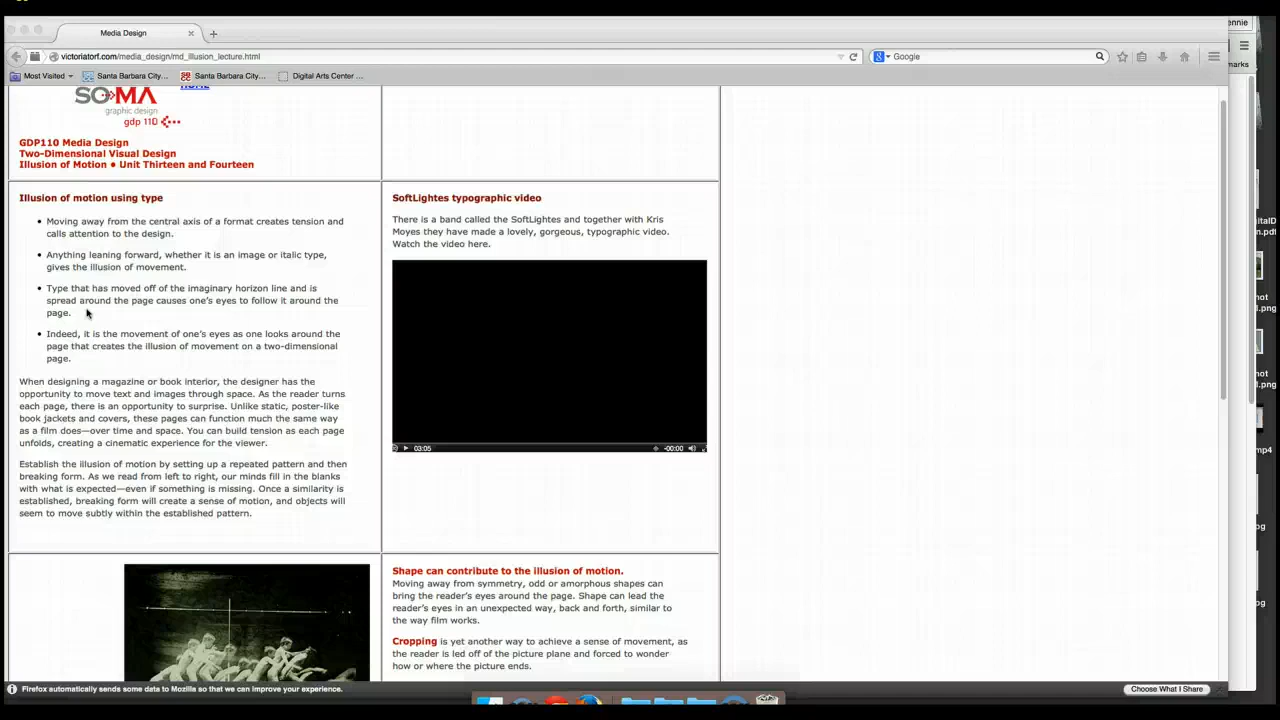 Media Design
victoriatorf.com/media_design/md_illusion_lecture.html
Google
Most Visited
Santa Barbara City...
Santa Barbara City...
Digital Arts Center ...
nnie
marks
SO MA
HOME
graphic design
gdp 110
GDP110 Media Design
Two-Dimensional Visual Design
Illusion of Motion • Unit Thirteen and Fourteen
Illusion of motion using type
• Moving away from the central axis of a format creates tension and
calls attention to the design.
• Anything leaning forward, whether it is an image or italic type,
gives the illusion of movement.
• Type that has moved off of the imaginary horizon line and is
spread around the page causes one's eyes to follow it around the
page.
• Indeed, it is the movement of one's eyes as one looks around the
page that creates the illusion of movement on a two-dimensional
page.
When designing a magazine or book interior, the designer has the
opportunity to move text and images through space. As the reader turns
each page, there is an opportunity to surprise. Unlike static, poster-like
book jackets and covers, these pages can function much the same way
as a film does—over time and space. You can build tension as each page
unfolds, creating a cinematic experience for the viewer.
Establish the illusion of motion by setting up a repeated pattern and then
breaking form. As we read from left to right, our minds fill in the blanks
with what is expected—even if something is missing. Once a similarity is
established, breaking form will create a sense of motion, and objects will
seem to move subtly within the established pattern.
SoftLightes typographic video
There is a band called the SoftLightes and together with Kris
Moyes they have made a lovely, gorgeous, typographic video.
Watch the video here.
03:05
-00:00
Shape can contribute to the illusion of motion.
Moving away from symmetry, odd or amorphous shapes can
bring the reader's eyes around the page. Shape can lead the
reader's eyes in an unexpected way, back and forth, similar to
the way film works.
Cropping is yet another way to achieve a sense of movement, as
the reader is led off of the picture plane and forced to wonder
how or where the picture ends.
Firefox automatically sends some data to Mozilla so that we can improve your experience.
Choose What I Share